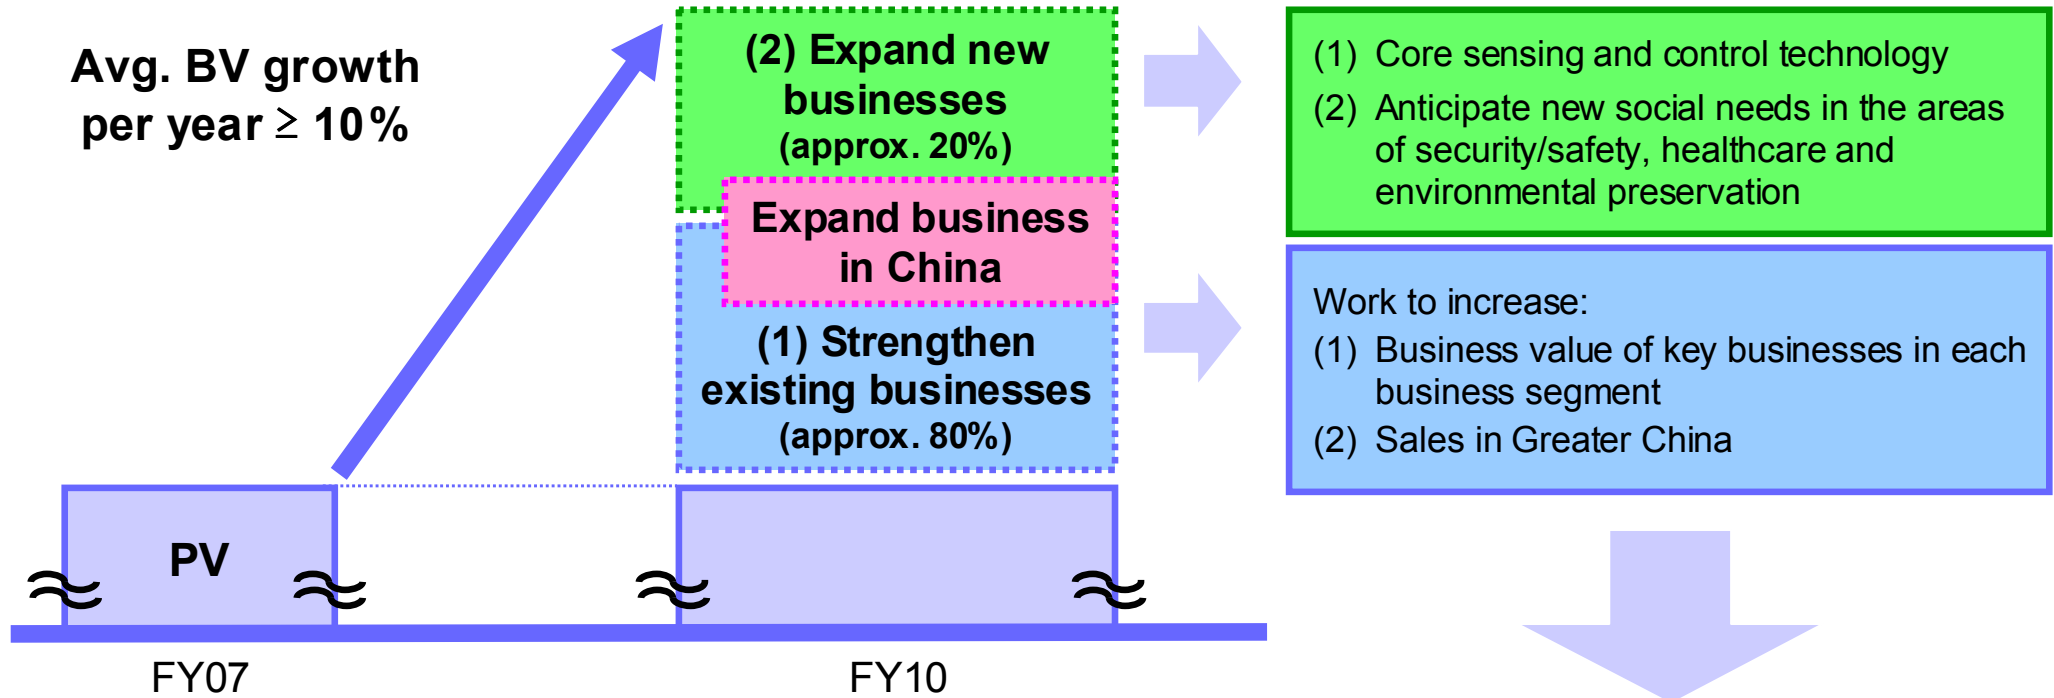 Avg. BV growth
per year ≥ 10%
(2) Expand new
businesses
(approx. 20%)
Expand business
in China
(1) Strengthen
existing businesses
(approx. 80%)
PV
FY07
FY10
(1) Core sensing and control technology
(2) Anticipate new social needs in the areas
of security/safety, healthcare and
environmental preservation
Work to increase:
(1) Business value of key businesses in each
business segment
(2) Sales in Greater China